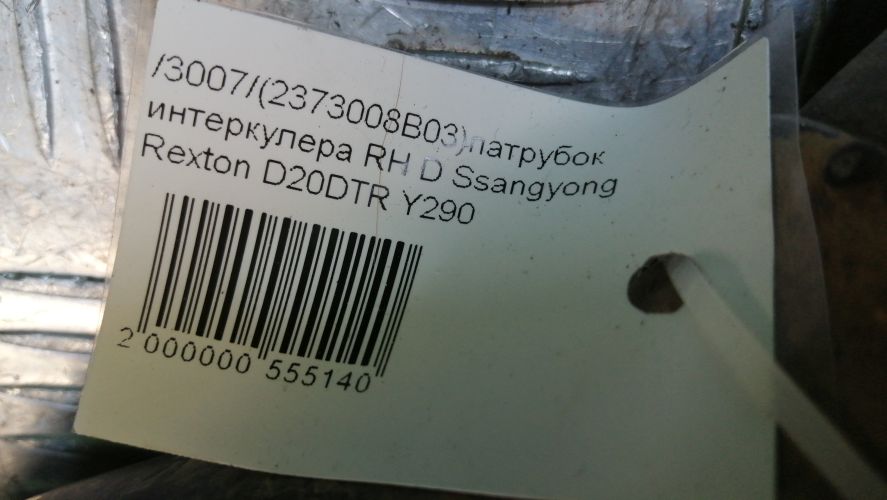 /3007/(2373008B03)патрубок
интеркулера RH D Ssangyong
Rexton D20DTR Y290
2 000000 555140